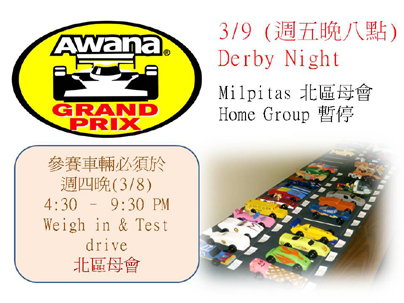 Awana®
GRAND
PRIX
3/9 (週五晚八點)
Derby Night
Milpitas 北區母會
Home Group 暫停
參賽車輛必須於
週四晚(3/8)
4:30 – 9:30 PM
Weigh in & Test
drive
北區母會